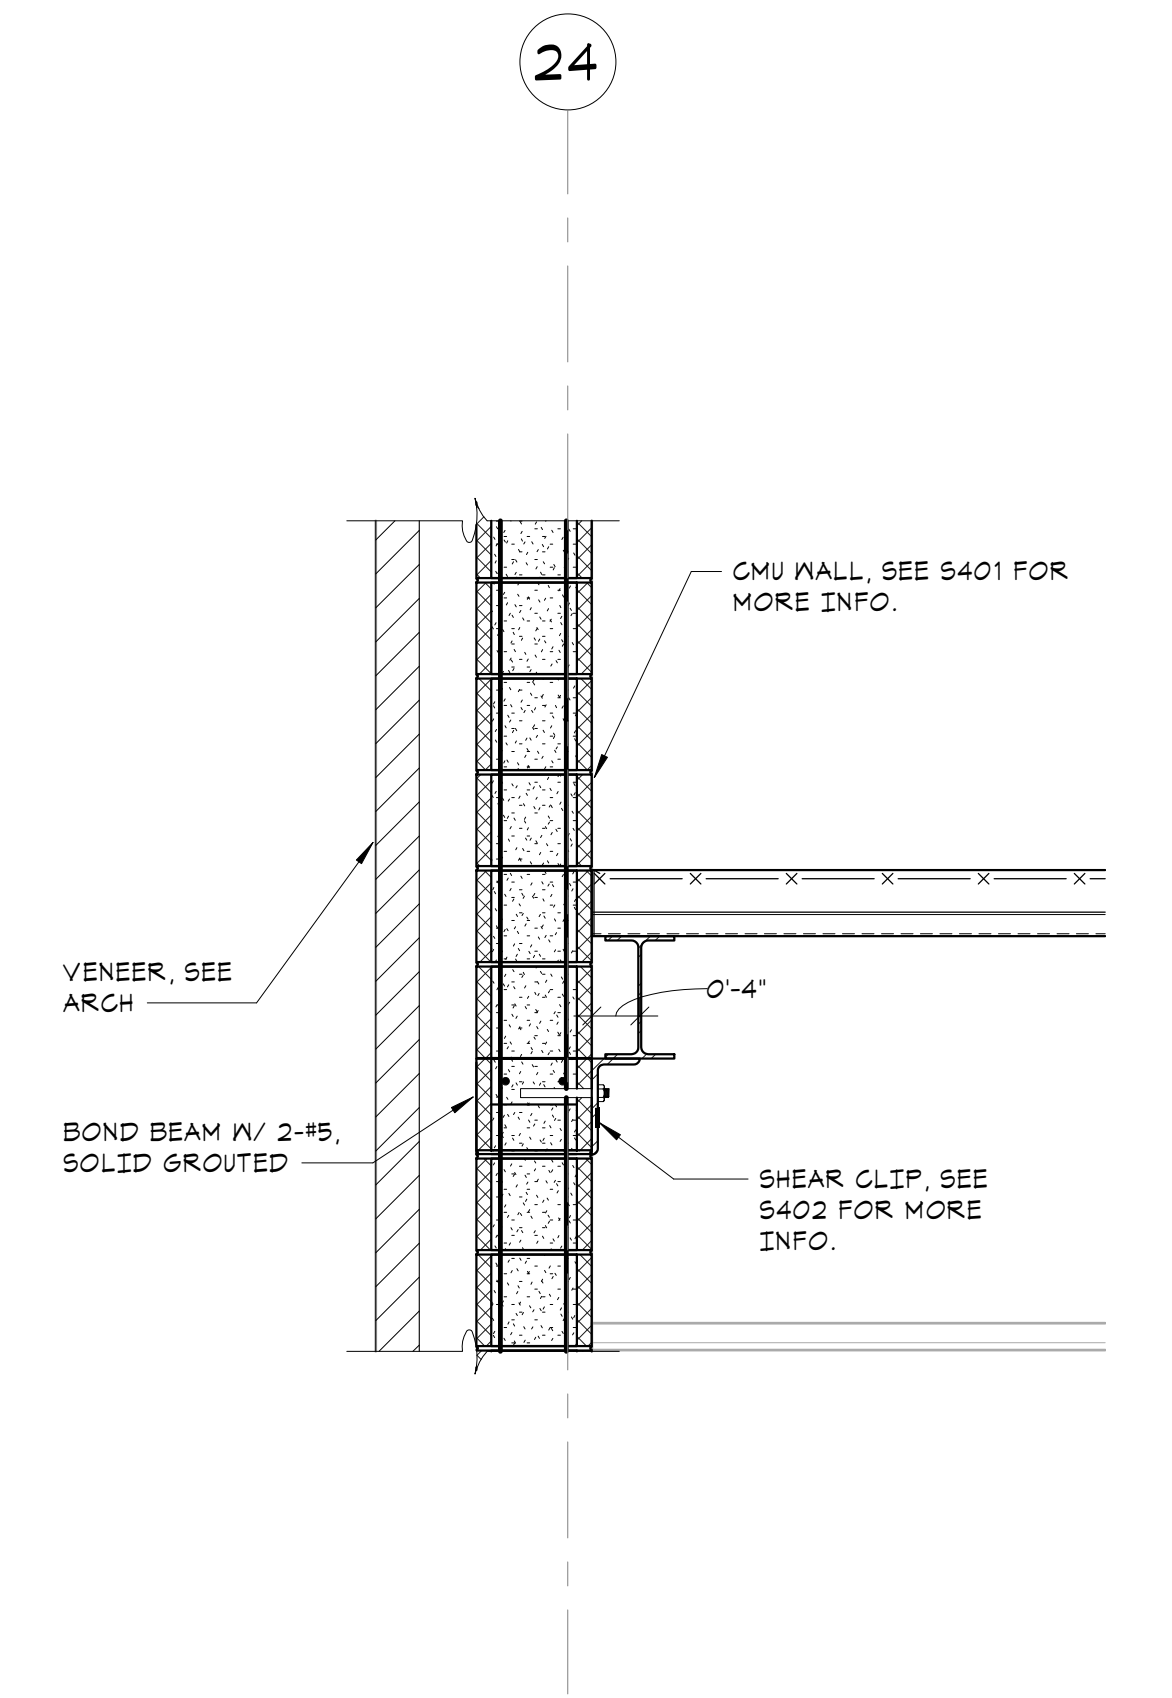 24
CMU WALL, SEE S401 FOR
MORE INFO.
VENEER, SEE
ARCH
0'-4"
BOND BEAM W/ 2-#5,
SOLID GROUTED
SHEAR CLIP, SEE
S402 FOR MORE
INFO.